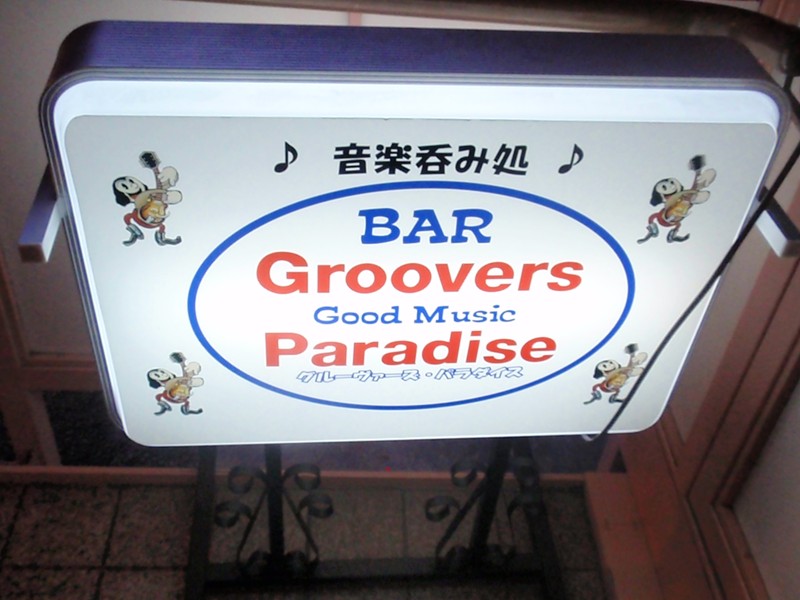 ♪ 音楽呑み処 ♪
BAR
Groovers
Good Music
Paradise
グルーヴァース・パラダイス